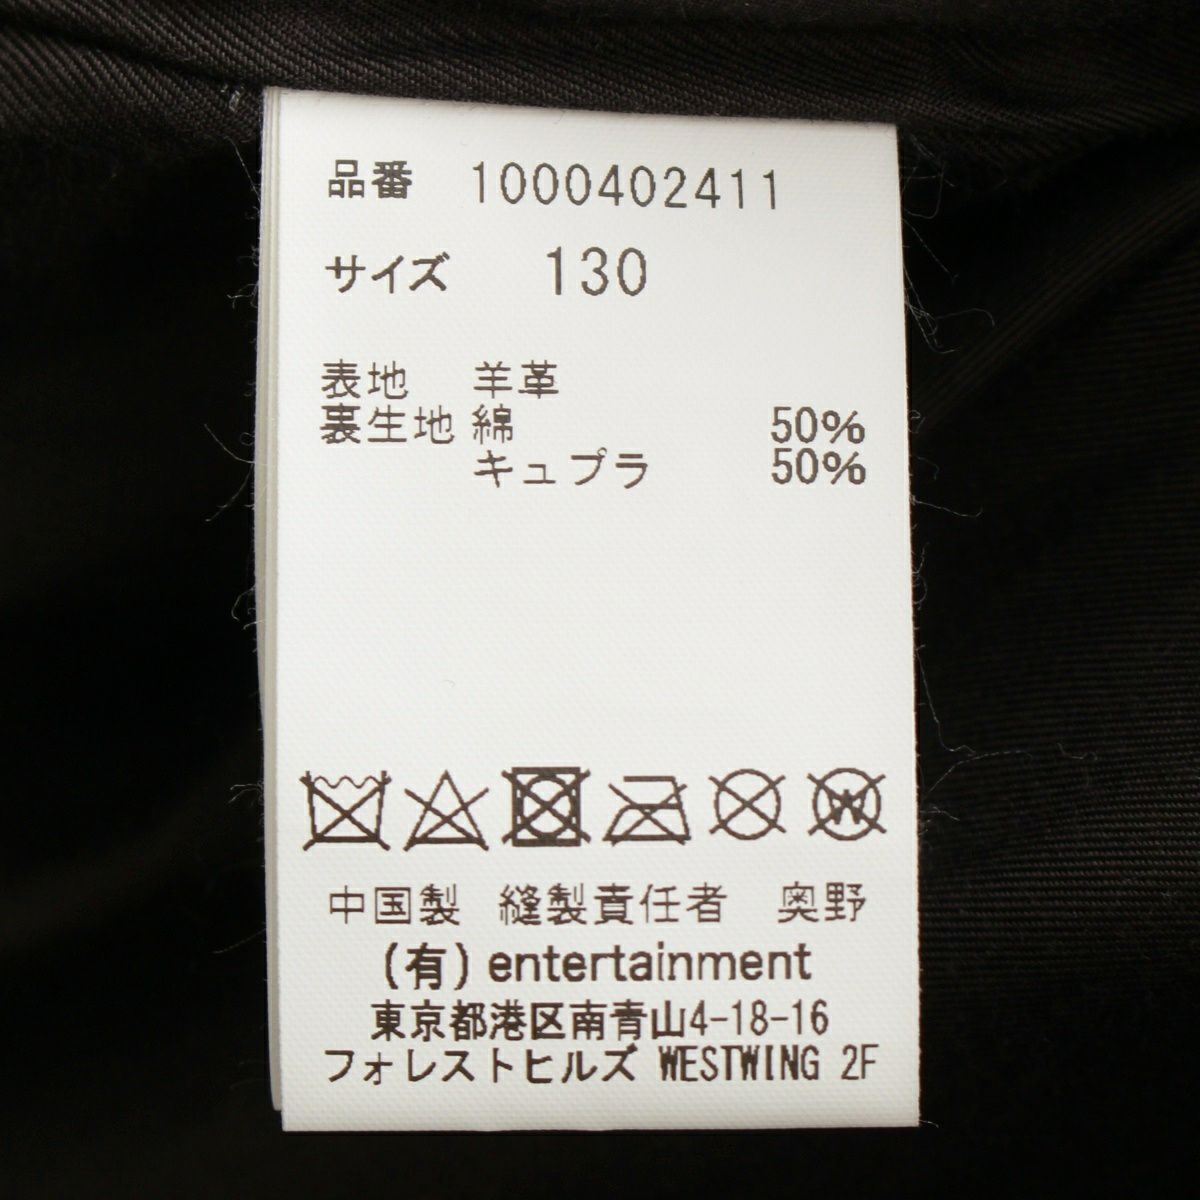 品番 1000402411
サイズ 130
表地 羊革
裏生地 綿 50%
キュプラ 50%
中国製 縫製責任者 奥野
(有) entertainment
東京都港区南青山4-18-16
フォレストヒルズ WESTWING 2F